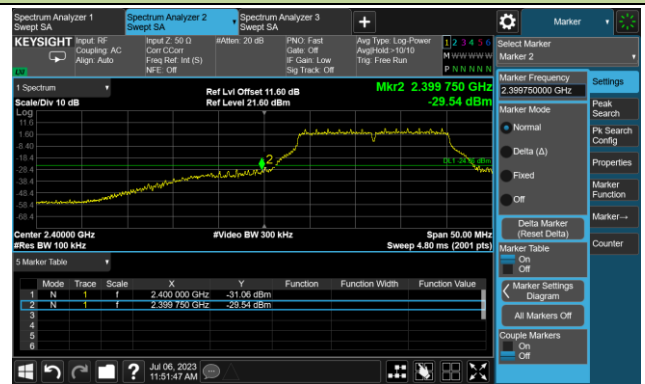 Spectrum Analyzer 1
Swept SA
Spectrum Analyzer 2
Swept SA
Spectrum Analyzer 3
Swept SA
+
Marker
KEYSIGHT
Input: RF
Coupling: AC
Align: Auto
Input Z: 50 Ω
Corr CCorr
Freq Ref: Int (S)
NFE: Off
#Atten: 20 dB
PNO: Fast
Gate: Off
IF Gain: Low
Sig Track: Off
Avg Type: Log-Power
Avg|Hold:>10/10
Trig: Free Run
1 2 3 4 5 6
M W W W W W
P N N N N N
LXI
1 Spectrum
Scale/Div 10 dB
Log
Ref Lvl Offset 11.60 dB
Ref Level 21.60 dBm
Mkr2 2.399 750 GHz
-29.54 dBm
11.6
1.60
-8.40
-18.4
-28.4
-38.4
-48.4
-58.4
-68.4
2
Center 2.40000 GHz
#Res BW 100 kHz
#Video BW 300 kHz
Span 50.00 MHz
Sweep 4.80 ms (2001 pts)
5 Marker Table
Mode Trace Scale X Y Function Function Width Function Value
1 N 1 f 2.400 000 GHz -31.06 dBm
2 N 1 f 2.399 750 GHz -29.54 dBm
3
4
5
6
Jul 06, 2023
11:51:47 AM
Select Marker
Marker 2
Marker Frequency
2.399750000 GHz
Marker Mode
Normal
Delta (Δ)
Fixed
Off
Delta Marker
(Reset Delta)
Marker Table
On
Off
Marker Settings
Diagram
All Markers Off
Couple Markers
On
Off
Settings
Peak
Search
Pk Search
Config
Properties
Marker
Function
Marker→
Counter